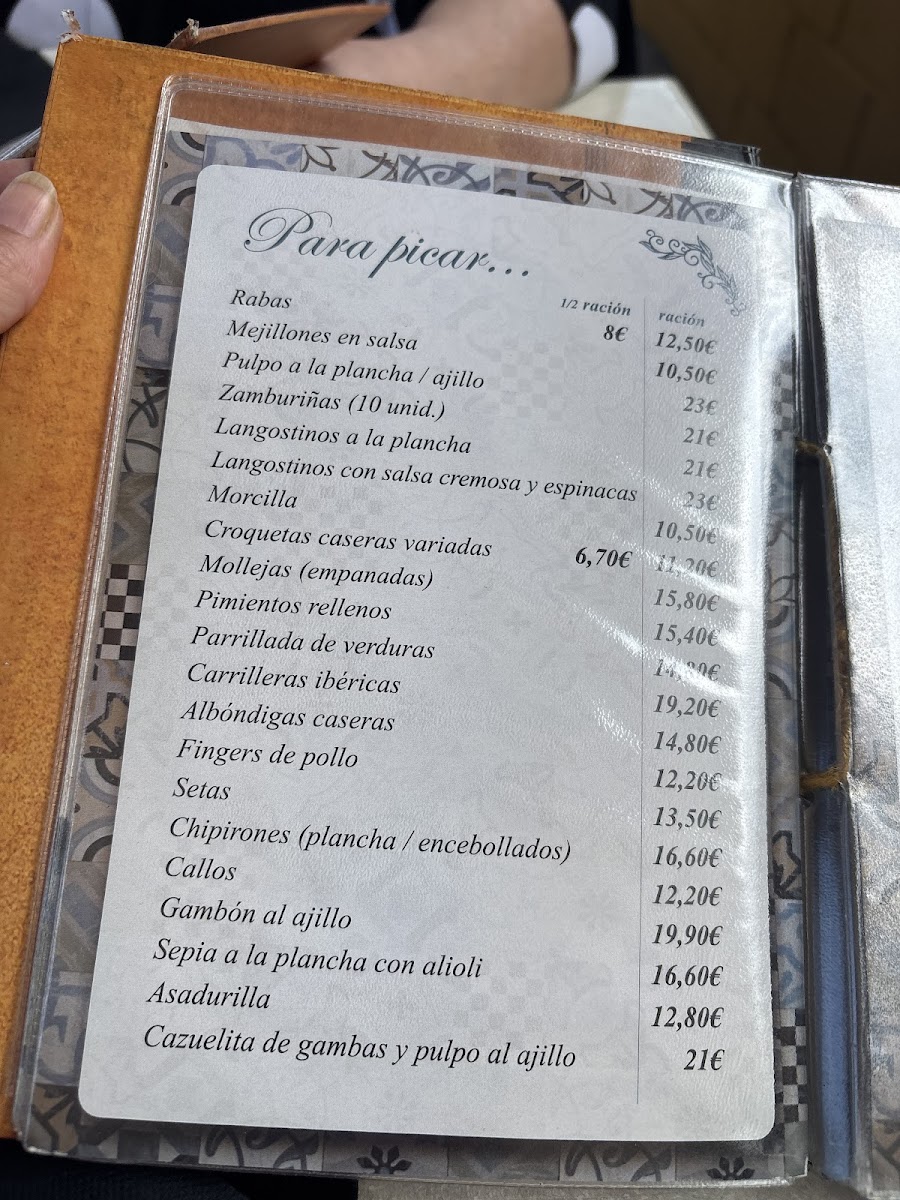 Para picar...
1/2 ración ración
Rabas 8€ 12,50€
Mejillones en salsa 10,50€
Pulpo a la plancha / ajillo 23€
Zamburiñas (10 unid.) 21€
Langostinos a la plancha 21€
Langostinos con salsa cremosa y espinacas 23€
Morcilla 10,50€
Croquetas caseras variadas 6,70€ 11,20€
Mollejas (empanadas) 15,80€
Pimientos rellenos 15,40€
Parrillada de verduras
Carrilleras ibéricas 19,20€
Albóndigas caseras 14,80€
Fingers de pollo 12,20€
Setas 13,50€
Chipirones (plancha / encebollados) 16,60€
Callos 12,20€
Gambón al ajillo 19,90€
Sepia a la plancha con alioli 16,60€
Asadurilla 12,80€
Cazuelita de gambas y pulpo al ajillo 21€